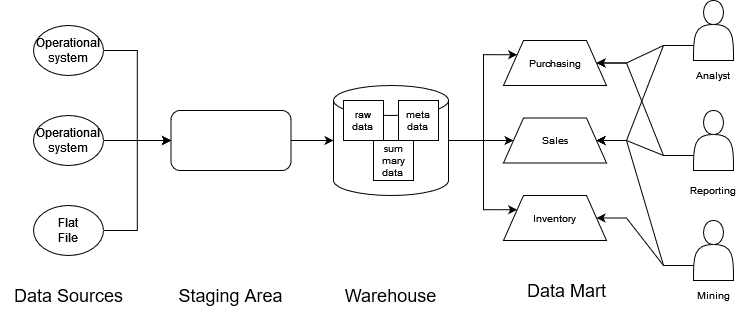 Operational
system
Operational
system
Flat
File
raw
data
meta
data
sum
mary
data
Purchasing
Sales
Inventory
Analyst
Reporting
Mining
Data Sources
Staging Area
Warehouse
Data Mart